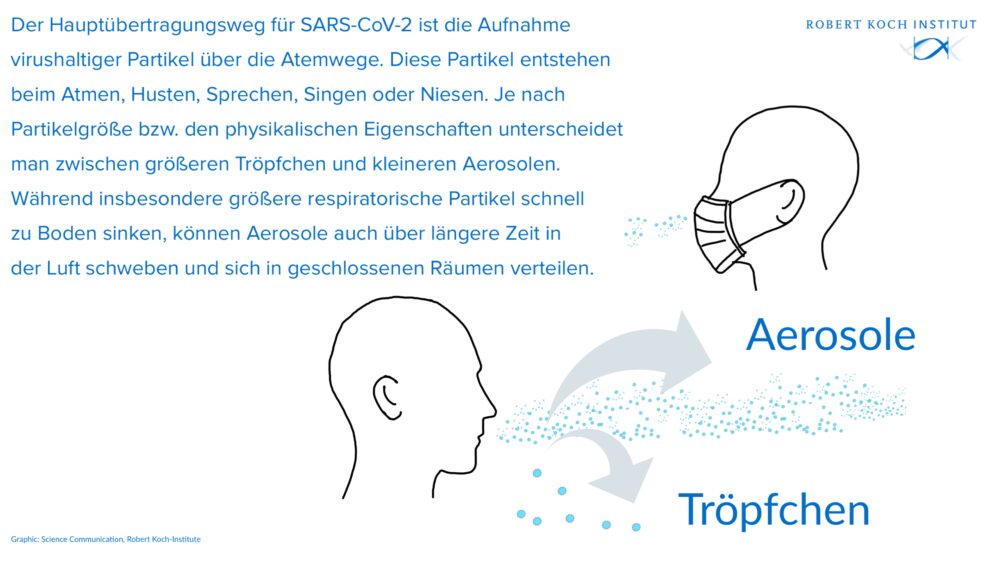 Der Hauptübertragungsweg für SARS-CoV-2 ist die Aufnahme
virushaltiger Partikel über die Atemwege. Diese Partikel entstehen
beim Atmen, Husten, Sprechen, Singen oder Niesen. Je nach
Partikelgröße bzw. den physikalischen Eigenschaften unterscheidet
man zwischen größeren Tröpfchen und kleineren Aerosolen.
Während insbesondere größere respiratorische Partikel schnell
zu Boden sinken, können Aerosole auch über längere Zeit in
der Luft schweben und sich in geschlossenen Räumen verteilen.
ROBERT KOCH INSTITUT
Aerosole
Tröpfchen
Graphic: Science Communication, Robert Koch-Institute